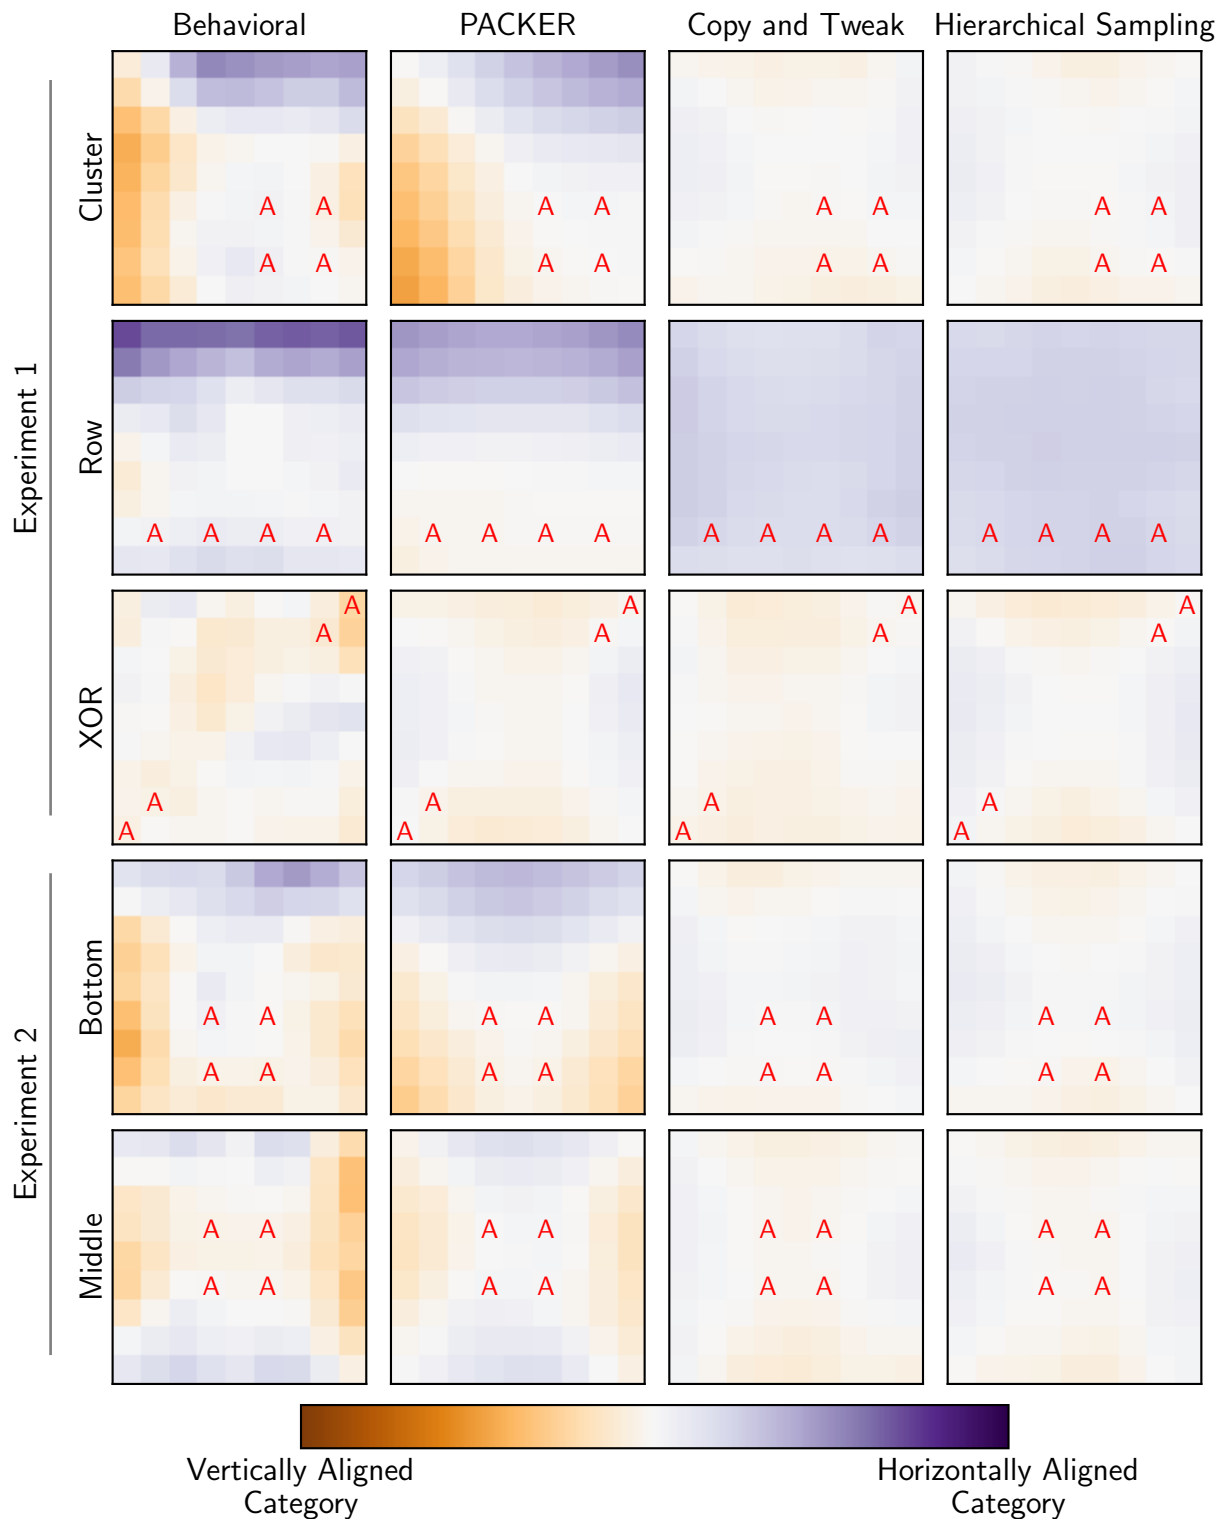 Behavioral PACKER Copy and Tweak Hierarchical Sampling
Experiment 1
Cluster
A A A A A A
A A A A A A
A A
A A
Row
A A A A A A A A A A A A A A A A
XOR
A A A A
A A A A
A A A A
A A A A
Experiment 2
Bottom
A A A A A A A A
A A A A A A A A
Middle
A A A A A A A A
A A A A A A A A
Vertically Aligned
Category
Horizontally Aligned
Category